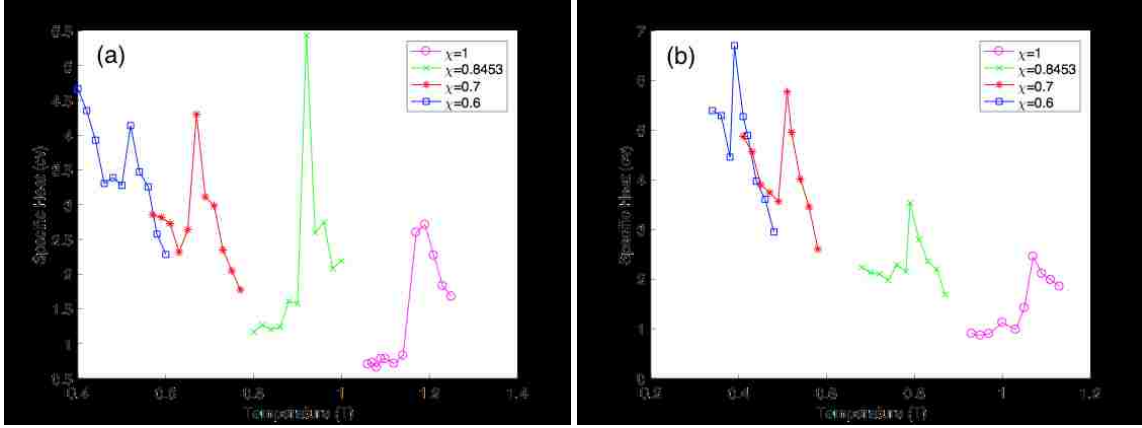 (a)
χ=1
χ=0.8453
χ=0.7
χ=0.6
5.5
5
4.5
4
3.5
3
2.5
2
1.5
1
0.5
Specific Heat (cv)
0.4
0.6
0.8
1
1.2
1.4
Temperature (T)
(b)
χ=1
χ=0.8453
χ=0.7
χ=0.6
7
6
5
4
3
2
1
0
Specific Heat (cv)
0.2
0.4
0.6
0.8
1
1.2
1.4
Temperature (T)